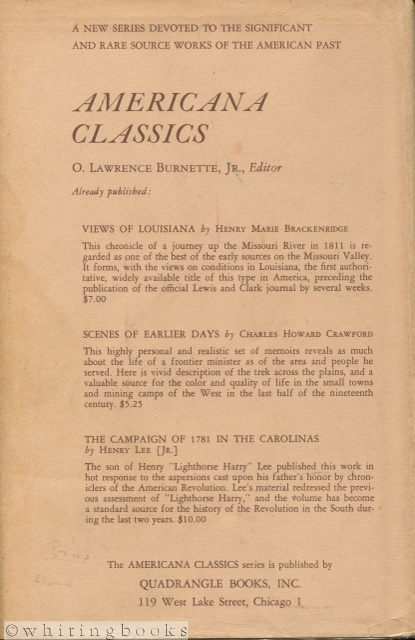 A NEW SERIES DEVOTED TO THE SIGNIFICANT
AND RARE SOURCE WORKS OF THE AMERICAN PAST
AMERICANA
CLASSICS
O. LAWRENCE BURNETTE, JR., Editor
Already published:
VIEWS OF LOUISIANA by HENRY MARIE BRACKENRIDGE
This chronicle of a journey up the Missouri River in 1811 is re-
garded as one of the best of the early sources on the Missouri Valley.
It forms, with the views on conditions in Louisiana, the first authori-
tative, widely available title of this type in America, preceding the
publication of the official Lewis and Clark journal by several weeks.
$7.00
SCENES OF EARLIER DAYS by CHARLES HOWARD CRAWFORD
This highly personal and realistic set of memoirs reveals as much
about the life of a frontier minister as of the area and people he
served. Here is vivid description of the trek across the plains, and a
valuable source for the color and quality of life in the small towns
and mining camps of the West in the last half of the nineteenth
century. $5.25
THE CAMPAIGN OF 1781 IN THE CAROLINAS
by HENRY LEE [JR.]
The son of Henry "Lighthorse Harry" Lee published this work in
hot response to the aspersions cast upon his father's honor by chron-
iclers of the American Revolution. Lee's material redressed the previ-
ous assessment of "Lighthorse Harry," and the volume has become
a standard source for the history of the Revolution in the South dur-
ing the last two years. $10.00
The AMERICANA CLASSICS series is published by
QUADRANGLE BOOKS, INC.
119 West Lake Street, Chicago 1
©whitingbooks